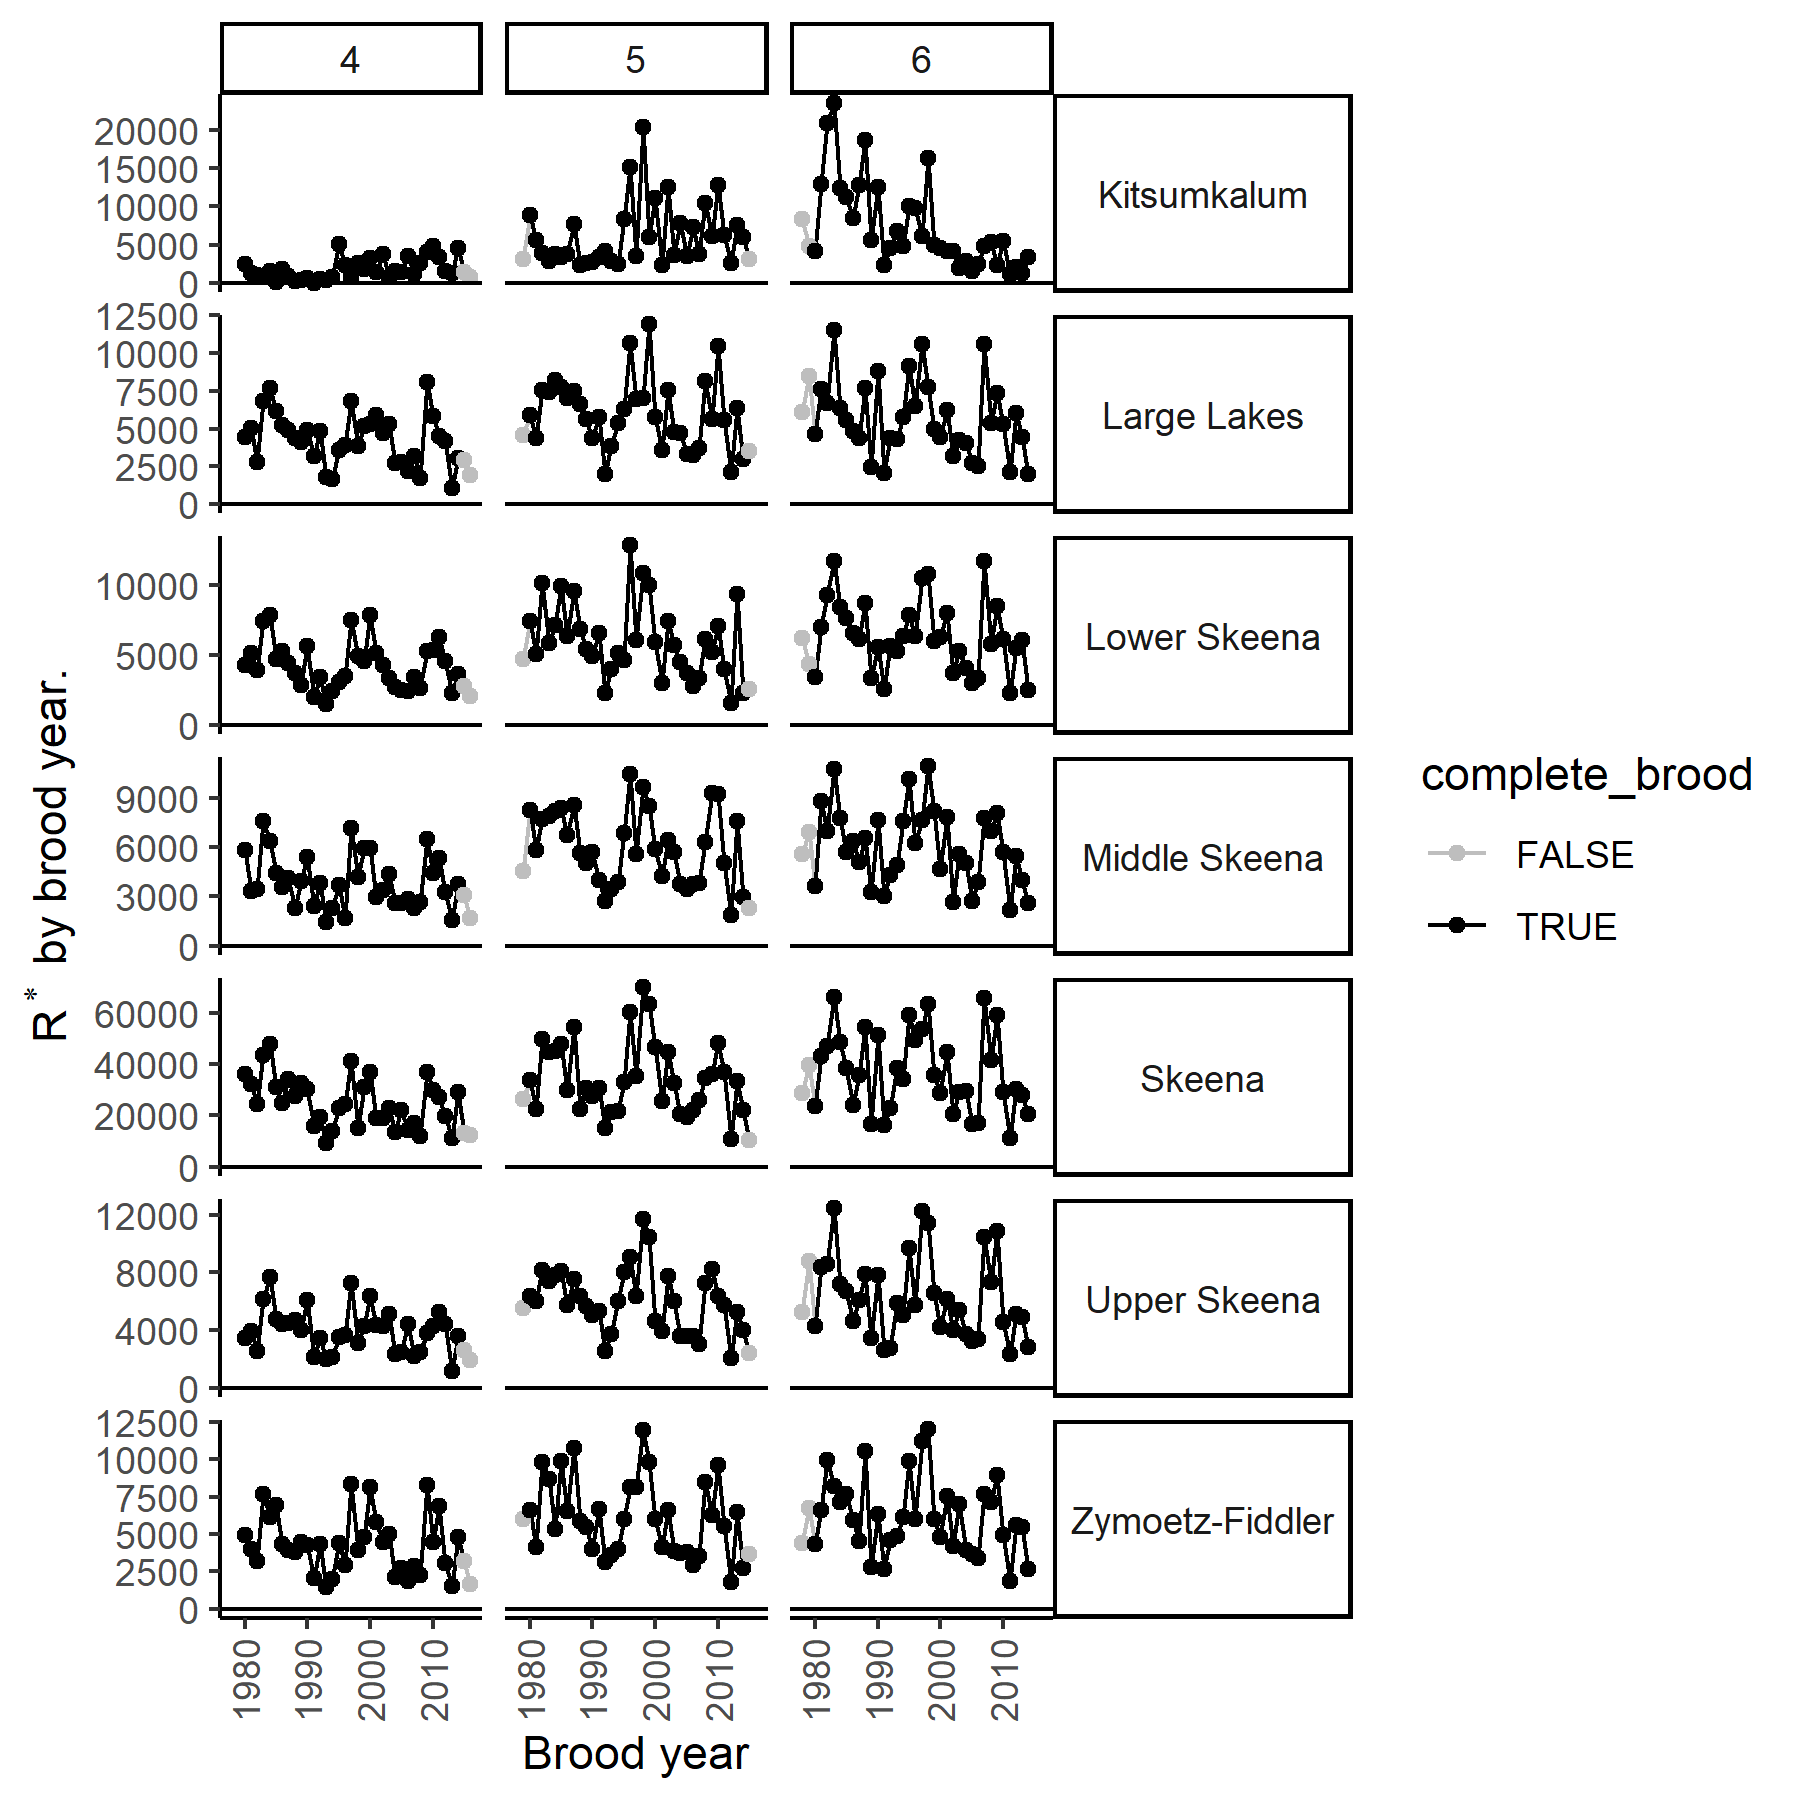 4 5 6
20000
15000
10000
5000
0
Kitsumkalum
12500
10000
7500
5000
2500
0
Large Lakes
10000
5000
0
Lower Skeena
9000
6000
3000
0
Middle Skeena
60000
40000
20000
0
Skeena
12000
8000
4000
0
Upper Skeena
12500
10000
7500
5000
2500
0
Zymoetz-Fiddler
1980 1990 2000 2010 1980 1990 2000 2010 1980 1990 2000 2010
Brood year
R* by brood year.
complete_brood
FALSE
TRUE